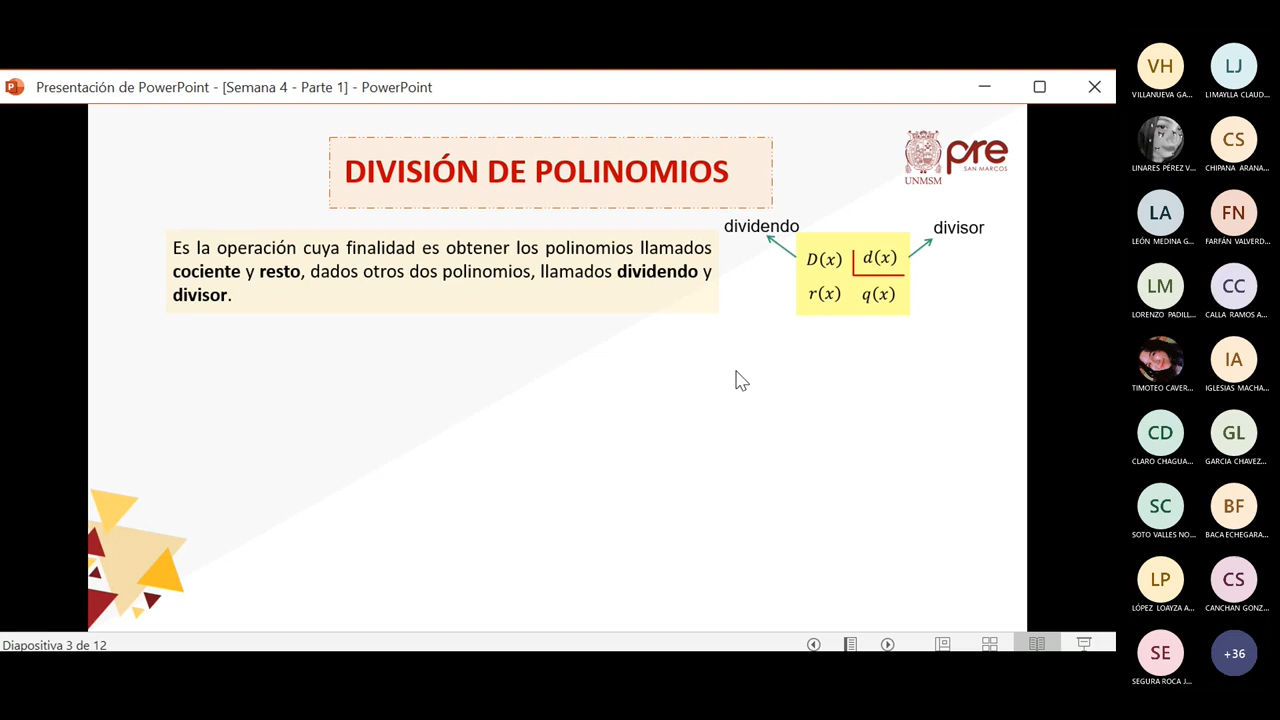 Presentación de PowerPoint - [Semana 4 - Parte 1] - PowerPoint
DIVISIÓN DE POLINOMIOS
UNMSM
pre
SAN MARCOS
Es la operación cuya finalidad es obtener los polinomios llamados
cociente y resto, dados otros dos polinomios, llamados dividendo y
divisor.
dividendo
divisor
D(x) d(x)
r(x) q(x)
Diapositiva 3 de 12
VH LJ
VILLANUEVA GA... LIMAYLLA CLAUD...
CS
LINARES PÉREZ V... CHIPANA ARANA...
LA FN
LEÓN MEDINA G... FARFÁN VALVERD...
LM CC
LORENZO PADILL... CALLA RAMOS A...
IA
TIMOTEO CAVER... IGLESIAS MACHA...
CD GL
CLARO CHAGUA... GARCIA CHAVEZ...
SC BF
SOTO VALLES NO... BACA ECHEGARA...
LP CS
LÓPEZ LOAYZA A... CANCHAN GONZ...
SE +36
SEGURA ROCA J...